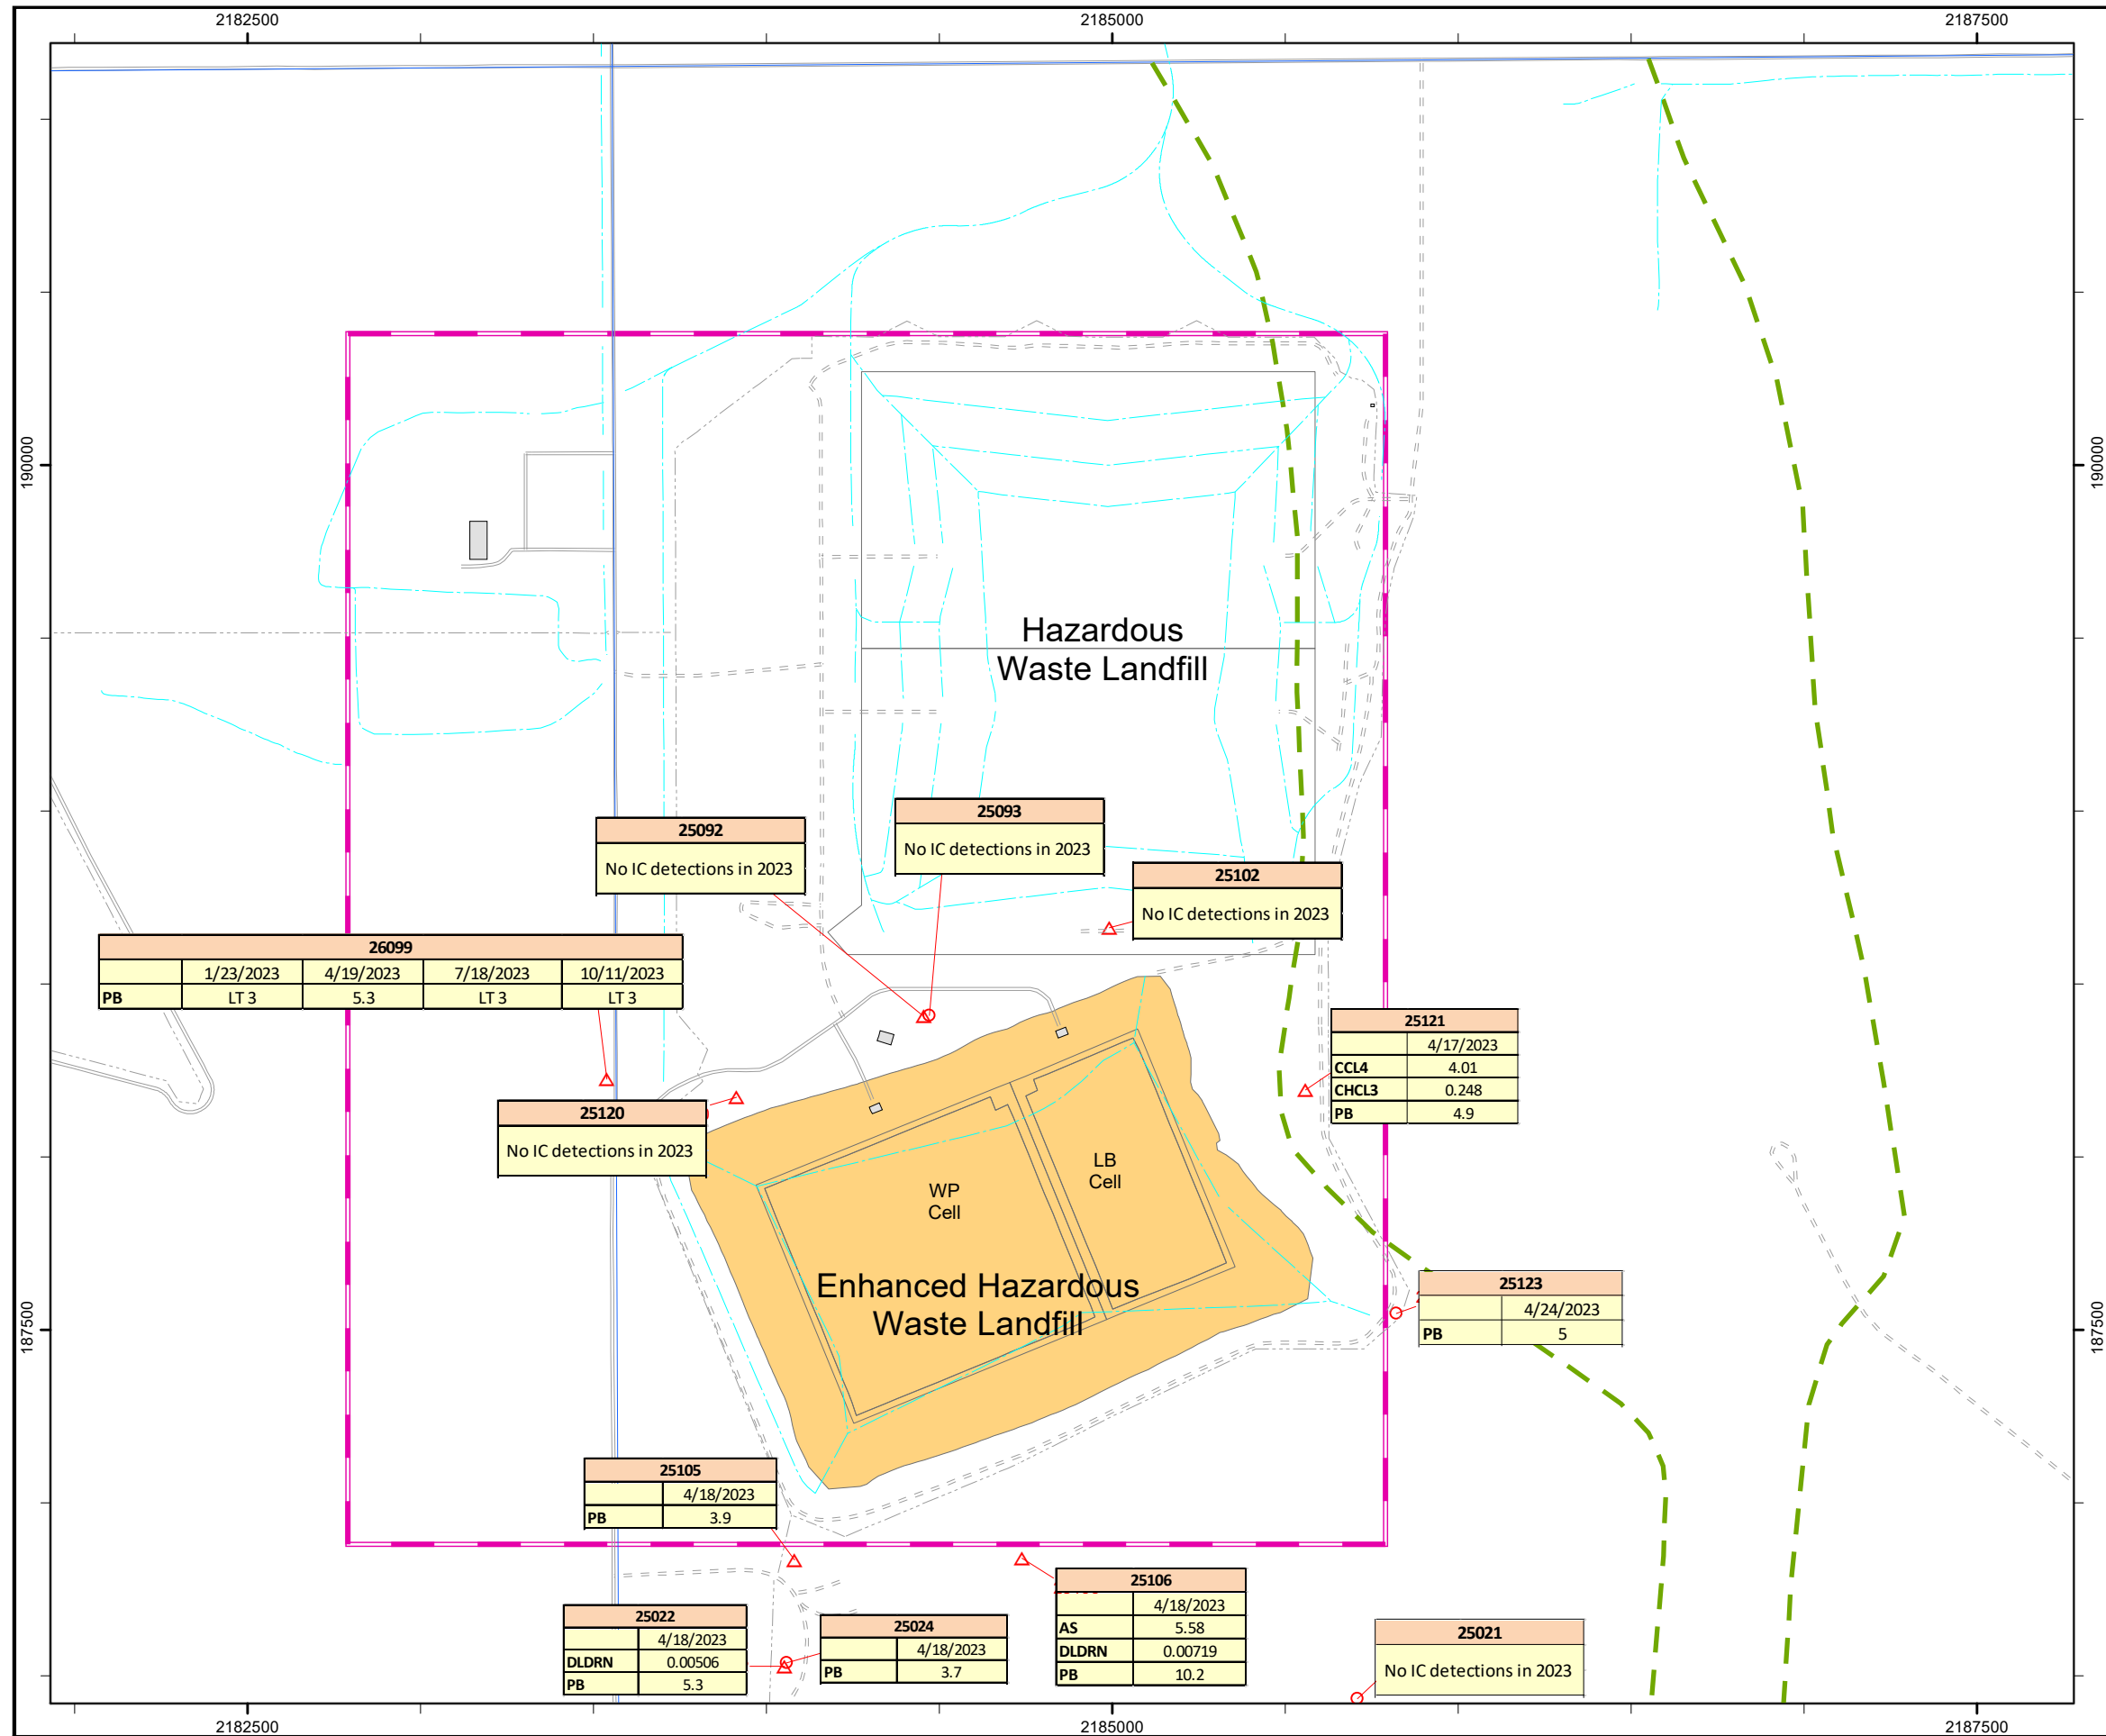 2182500 2185000 2187500
190000
190000
Hazardous
Waste Landfill
25093
No IC detections in 2023
25092
No IC detections in 2023
25102
No IC detections in 2023
26099
1/23/2023 4/19/2023 7/18/2023 10/11/2023
PB LT 3 5.3 LT 3 LT 3
25121
4/17/2023
CCL4 4.01
CHCL3 0.248
PB 4.9
25120
No IC detections in 2023
LB
Cell
WP
Cell
Enhanced Hazardous
Waste Landfill
25123
4/24/2023
PB 5
187500
187500
25105
4/18/2023
PB 3.9
25106
4/18/2023
AS 5.58
DLDRN 0.00719
PB 10.2
25022
4/18/2023
DLDRN 0.00506
PB 5.3
25024
4/18/2023
PB 3.7
25021
No IC detections in 2023
2182500 2185000 2187500